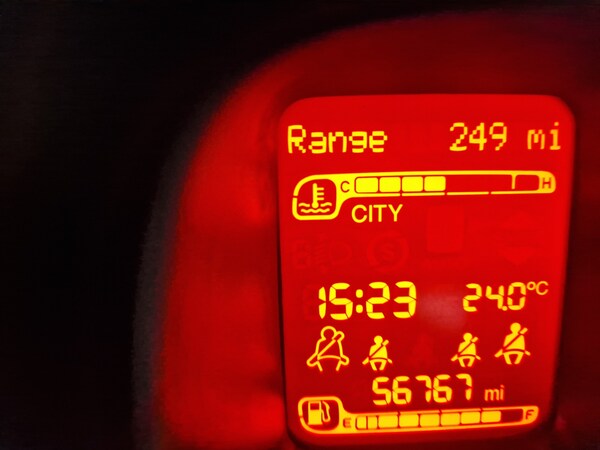 Range 249 mi
C H
CITY
15:23 24.0°C
56767 mi
E F